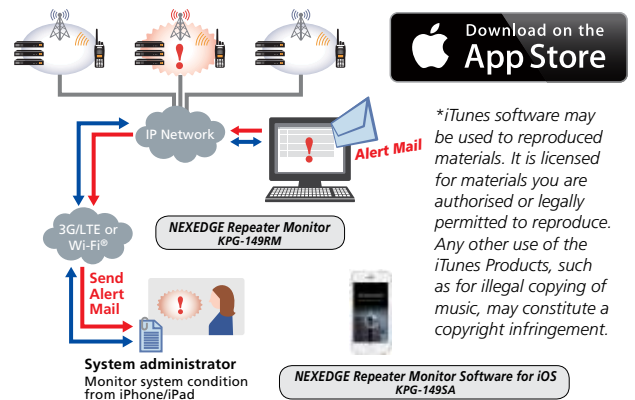 Download on the
App Store
IP Network
Alert Mail
*iTunes software may
be used to reproduced
materials. It is licensed
for materials you are
authorised or legally
permitted to reproduce.
Any other use of the
iTunes Products, such
as for illegal copying of
music, may constitute a
copyright infringement.
3G/LTE or
Wi-Fi®
NEXEDGE Repeater Monitor
KPG-149RM
Send
Alert
Mail
System administrator
Monitor system condition
from iPhone/iPad
NEXEDGE Repeater Monitor Software for iOS
KPG-149SA